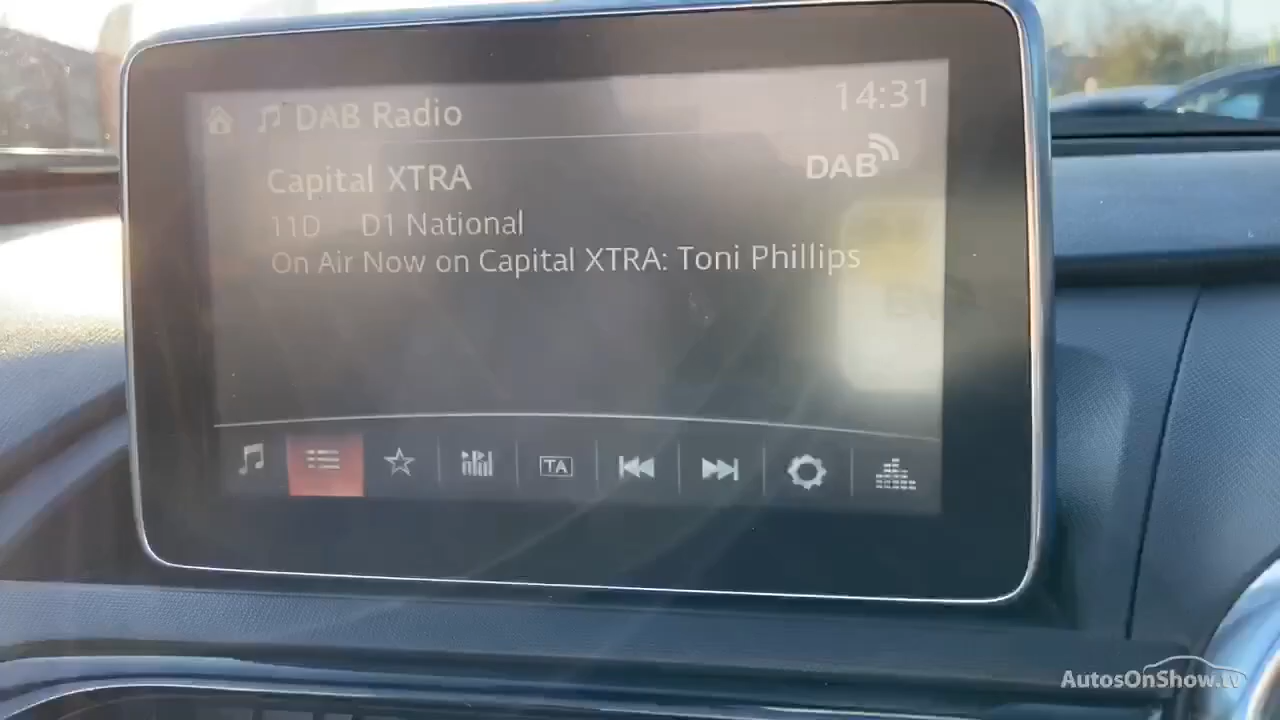 DAB Radio
14:31
DAB
Capital XTRA
11D D1 National
On Air Now on Capital XTRA: Toni Phillips
TA
AutosOnShow.tv